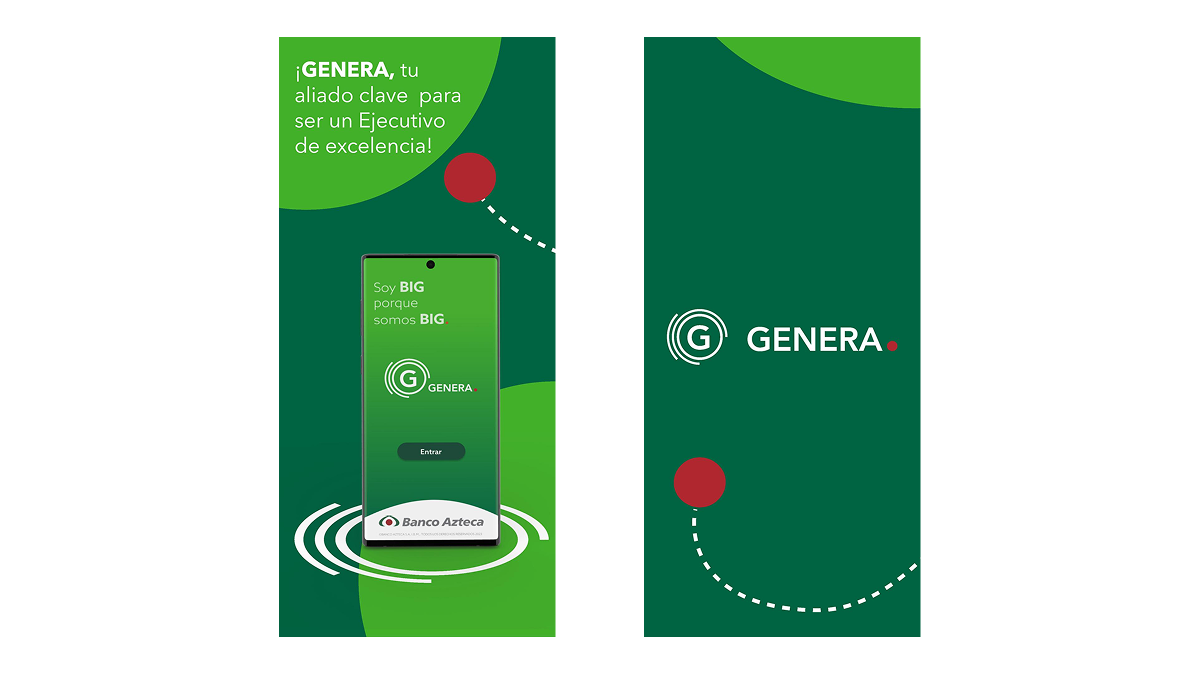 ¡GENERA, tu
aliado clave para
ser un Ejecutivo
de excelencia!
Soy BIG
porque
somos BIG.
G GENERA.
Entrar
Banco Azteca
G GENERA.